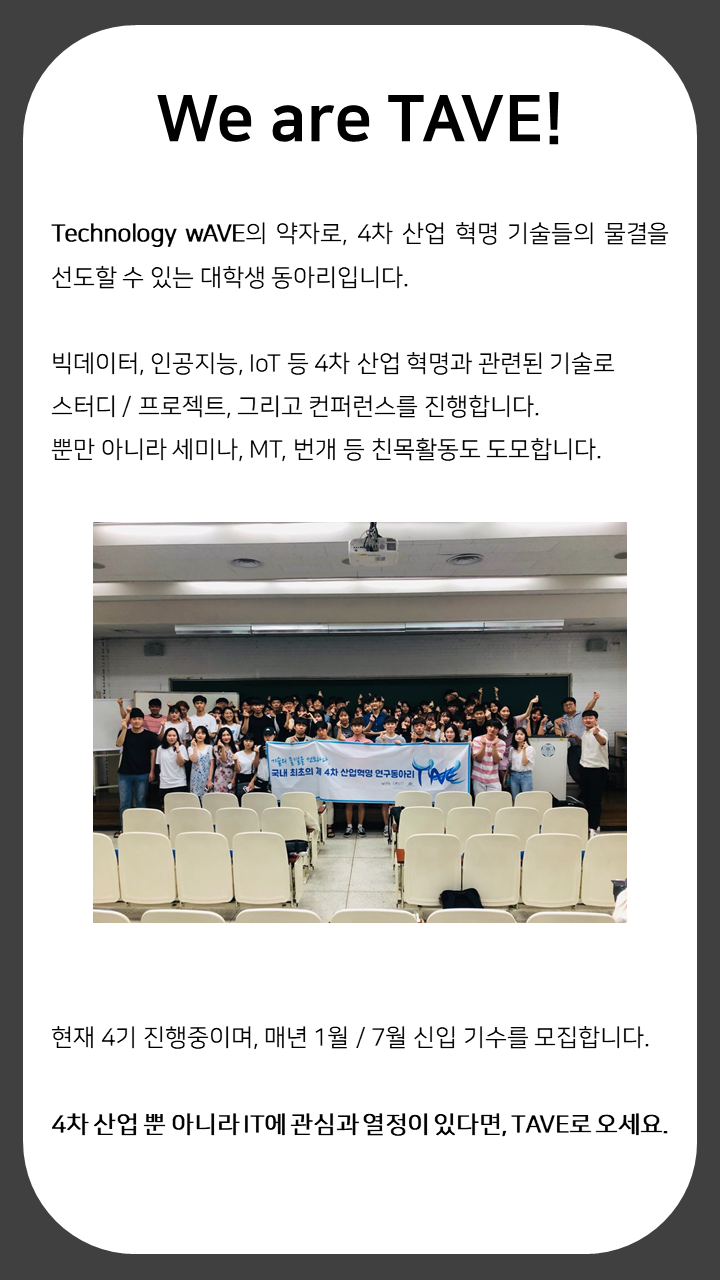 We are TAVE!
Technology wAVE의 약자로, 4차 산업 혁명 기술들의 물결을
선도할 수 있는 대학생 동아리입니다.
빅데이터, 인공지능, IoT 등 4차 산업 혁명과 관련된 기술로
스터디 / 프로젝트, 그리고 컨퍼런스를 진행합니다.
뿐만 아니라 세미나, MT, 번개 등 친목활동도 도모합니다.
기술의 물결을
국내 최초의 제 4차 산업혁명 연구동아리 TAVE
현재 4기 진행중이며, 매년 1월 / 7월 신입 기수를 모집합니다.
4차 산업 뿐 아니라 IT에 관심과 열정이 있다면, TAVE로 오세요.